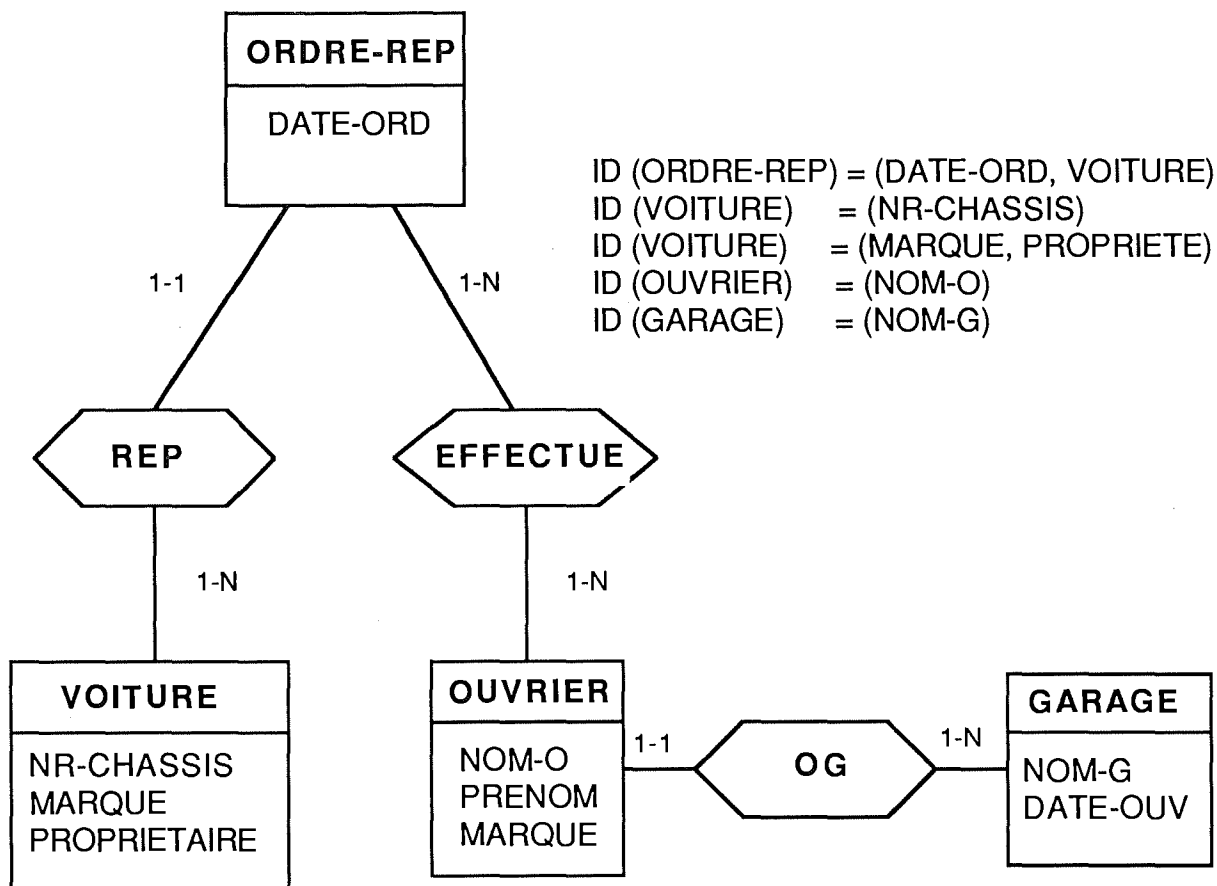 ORDRE-REP
DATE-ORD
ID (ORDRE-REP) = (DATE-ORD, VOITURE)
ID (VOITURE) = (NR-CHASSIS)
ID (VOITURE) = (MARQUE, PROPRIETE)
ID (OUVRIER) = (NOM-O)
ID (GARAGE) = (NOM-G)
1-1
1-N
REP
EFFECTUE
1-N
1-N
VOITURE
NR-CHASSIS
MARQUE
PROPRIETAIRE
OUVRIER
NOM-O
PRENOM
MARQUE
1-1
OG
1-N
GARAGE
NOM-G
DATE-OUV